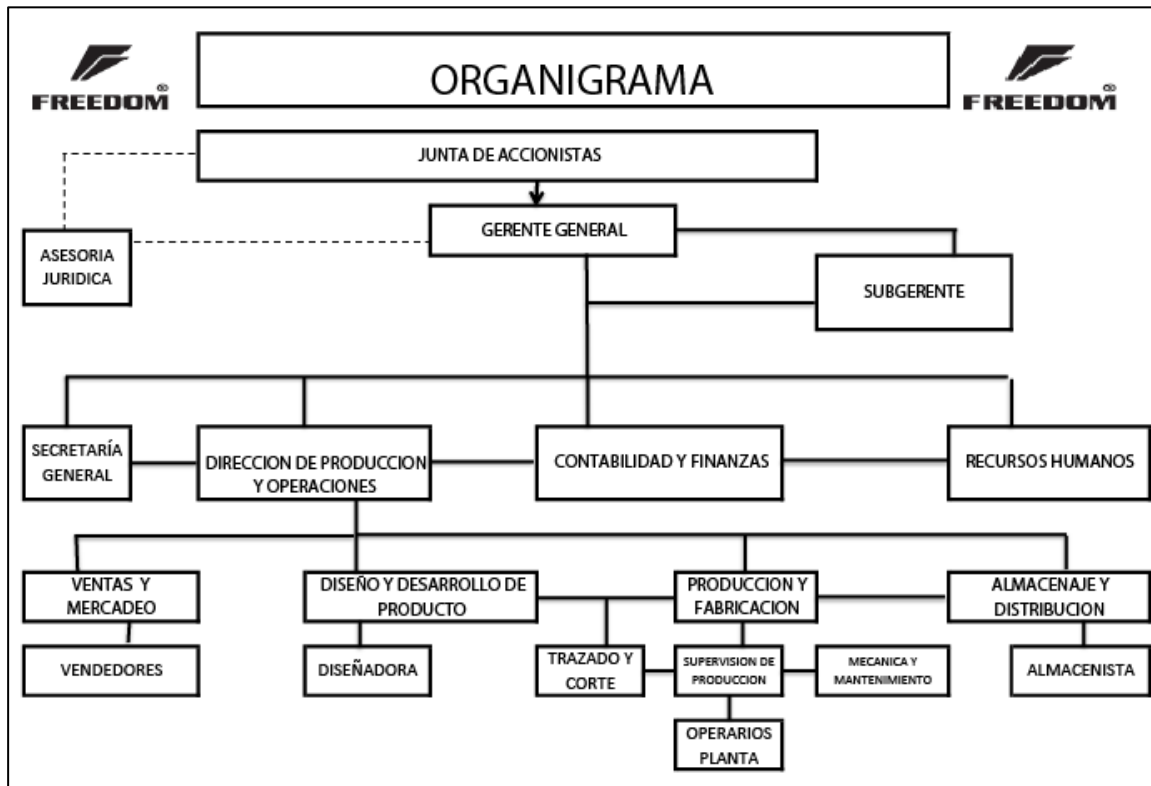 FREEDOM
ORGANIGRAMA
FREEDOM
JUNTA DE ACCIONISTAS
GERENTE GENERAL
ASESORIA
JURIDICA
SUBGERENTE
SECRETARÍA
GENERAL
DIRECCION DE PRODUCCION
Y OPERACIONES
CONTABILIDAD Y FINANZAS
RECURSOS HUMANOS
VENTAS Y
MERCADEO
DISEÑO Y DESARROLLO DE
PRODUCTO
PRODUCCION Y
FABRICACION
ALMACENAJE Y
DISTRIBUCION
VENDEDORES
DISEÑADORA
TRAZADO Y
CORTE
SUPERVISION DE
PRODUCCION
MECANICA Y
MANTENIMIENTO
ALMACENISTA
OPERARIOS
PLANTA